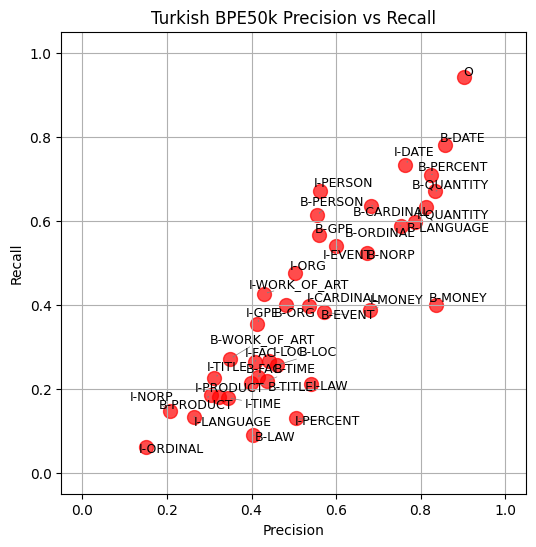 Turkish BPE50k Precision vs Recall
1.0
O
0.8
B-DATE
I-DATE
B-PERCENT
I-PERSON
B-QUANTITY
B-PERSON
B-CARDINAL
I-QUANTITY
0.6
B-GPE
B-ORDINAL
B-LANGUAGE
I-EVENT
B-NORP
I-ORG
I-WORK_OF_ART
0.4
I-CARDINAL
I-MONEY
B-MONEY
I-GPE
B-ORG
B-EVENT
B-WORK_OF_ART
I-FAC
I-LOC
B-LOC
I-TITLE
B-FAC
B-TIME
0.2
I-PRODUCT
B-TITLE
I-LAW
I-NORP
B-PRODUCT
I-TIME
I-LANGUAGE
I-PERCENT
B-LAW
I-ORDINAL
0.0
Recall
0.0 0.2 0.4 0.6 0.8 1.0
Precision